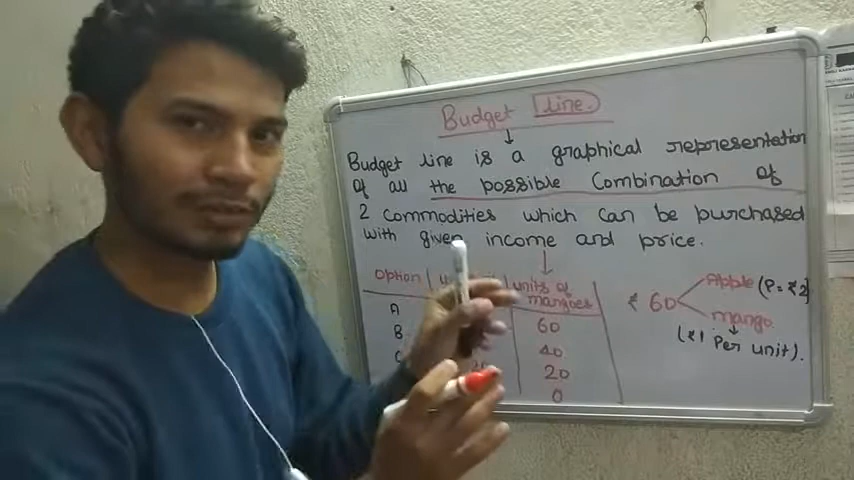 Budget Line
Budget Line is a graphical representation
of all the possible combination of
2 commodities which can be purchased
with given income and price.
Option units of
mangoes
A 60
B 40
C 20
0
₹ 60 Apple (P = ₹2)
mango
(₹1 Per unit).